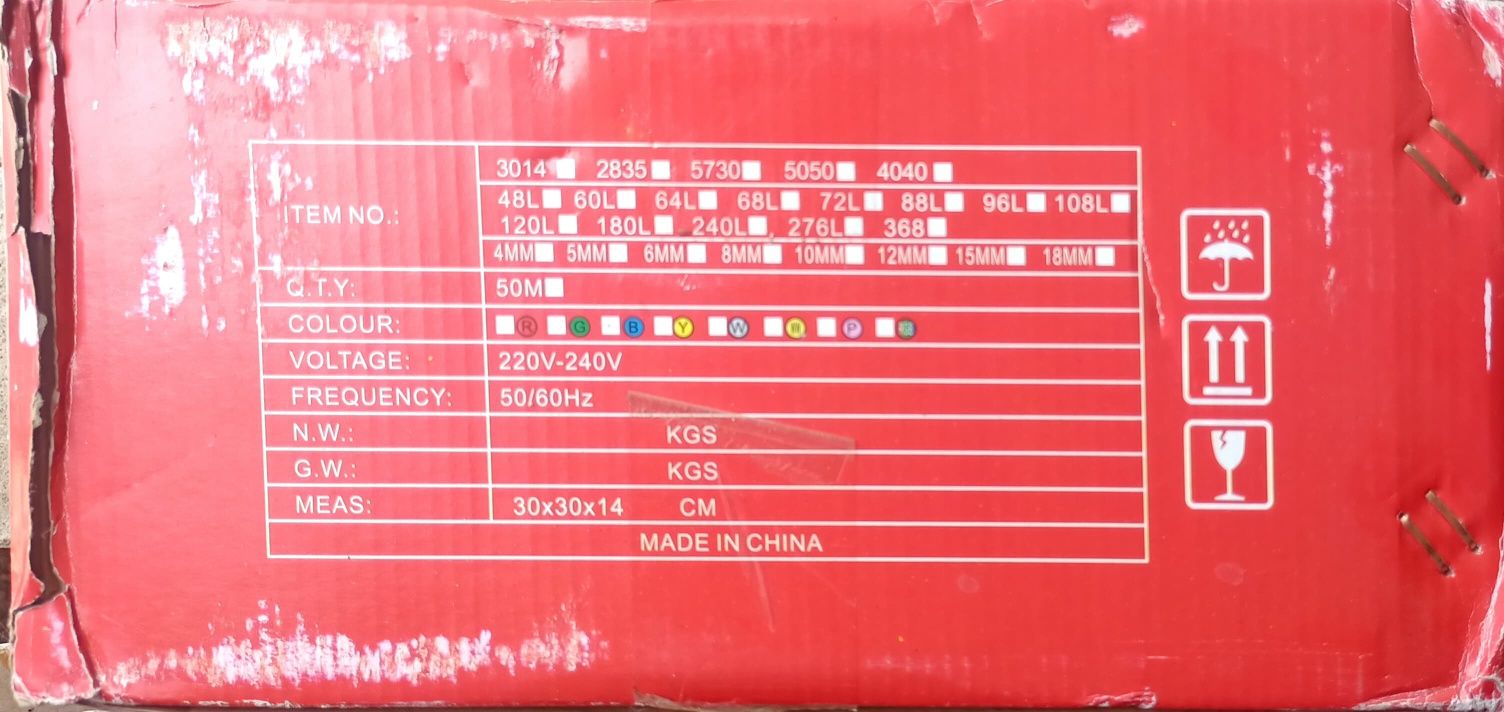 ITEM NO.:
3014 2835 5730 5050 4040
48L 60L 64L 68L 72L 88L 96L 108L
120L 180L 240L 276L 368
4MM 5MM 6MM 8MM 10MM 12MM 15MM 18MM
Q.T.Y: 50M
COLOUR: R G B Y W P
VOLTAGE: 220V-240V
FREQUENCY: 50/60Hz
N.W.: KGS
G.W.: KGS
MEAS: 30x30x14 CM
MADE IN CHINA